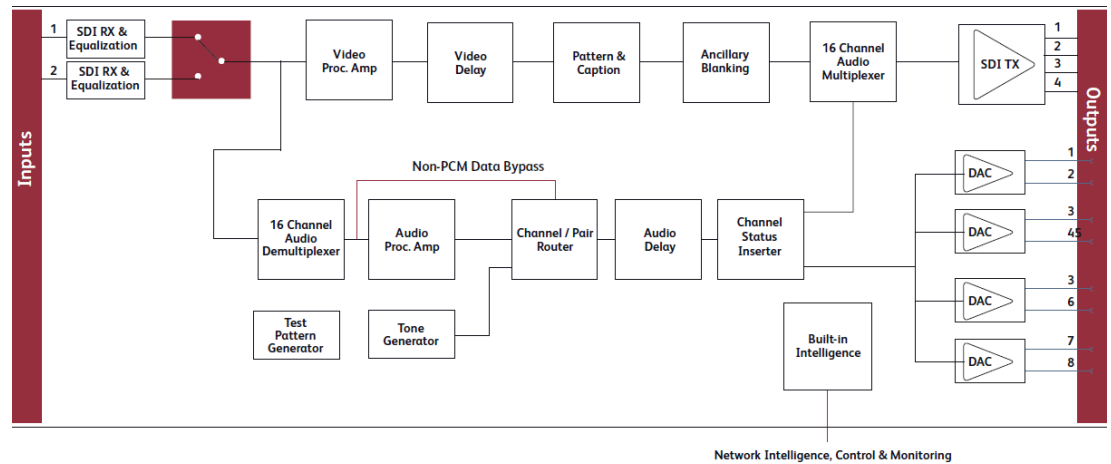 Inputs
1
SDI RX &
Equalization
2
SDI RX &
Equalization
Video
Proc. Amp
Video
Delay
Pattern &
Caption
Ancillary
Blanking
16 Channel
Audio
Multiplexer
SDI TX
1
2
3
4
Outputs
Non-PCM Data Bypass
16 Channel
Audio
Demultiplexer
Audio
Proc. Amp
Channel / Pair
Router
Audio
Delay
Channel
Status
Inserter
DAC
1
2
DAC
3
45
DAC
3
6
DAC
7
8
Test
Pattern
Generator
Tone
Generator
Built-in
Intelligence
Network Intelligence, Control & Monitoring